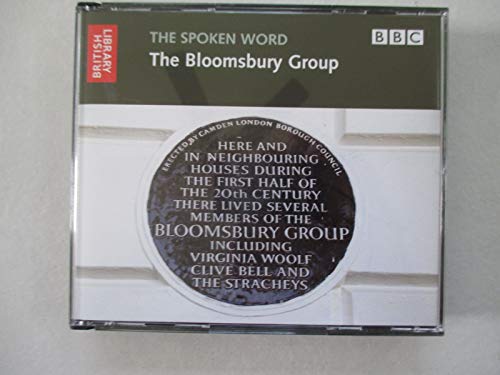 LIBRARY
BRITISH
THE SPOKEN WORD
The Bloomsbury Group
BBC
ERECTED BY CAMDEN LONDON BOROUGH COUNCIL
HERE AND
IN NEIGHBOURING
HOUSES DURING
THE FIRST HALF OF
THE 20th CENTURY
THERE LIVED SEVERAL
MEMBERS OF THE
BLOOMSBURY GROUP
INCLUDING
VIRGINIA WOOLF
CLIVE BELL AND
THE STRACHEYS